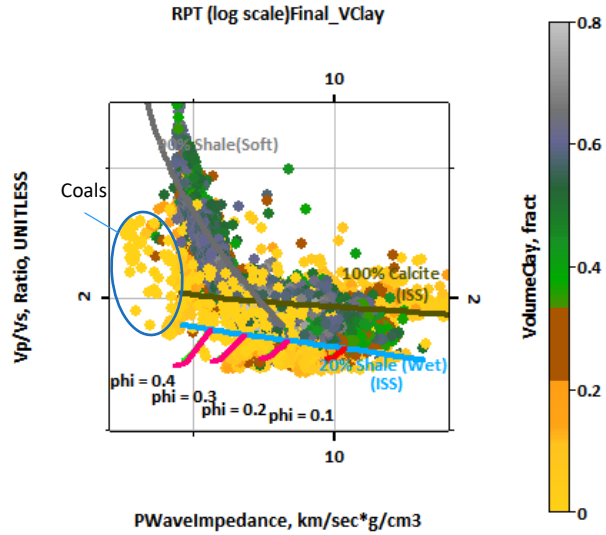 RPT (log scale)Final_VClay
10
90% Shale(Soft)
Coals
100% Calcite
(ISS)
2
2
20% Shale (Wet)
(ISS)
phi = 0.4
phi = 0.3
phi = 0.2
phi = 0.1
10
Vp/Vs, Ratio, UNITLESS
PWaveImpedance, km/sec*g/cm3
0.8
0.6
0.4
0.2
0
VolumeClay, fract